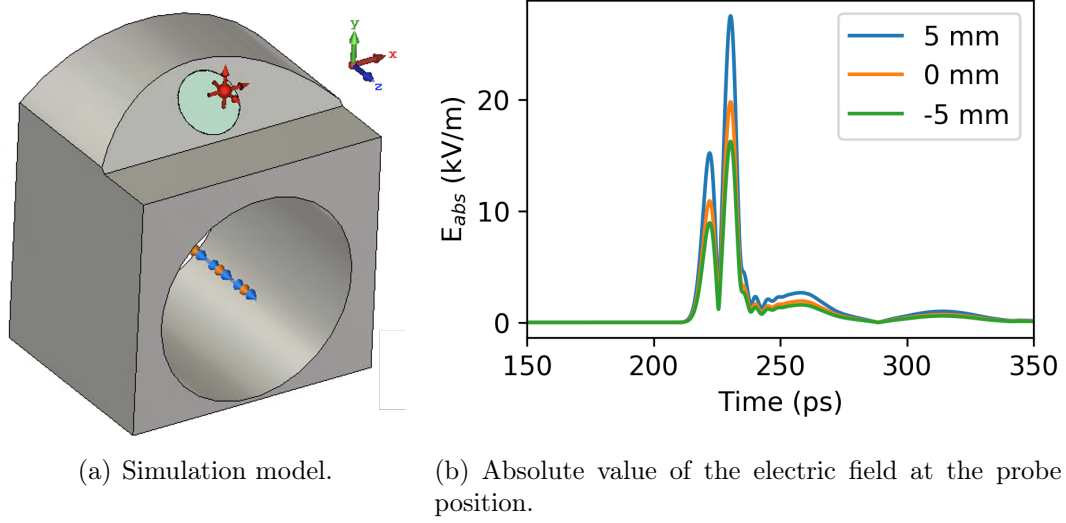 y
x
z
E_abs (kV/m)
20
10
0
5 mm
0 mm
-5 mm
150 200 250 300 350
Time (ps)
(a) Simulation model.
(b) Absolute value of the electric field at the probe
position.